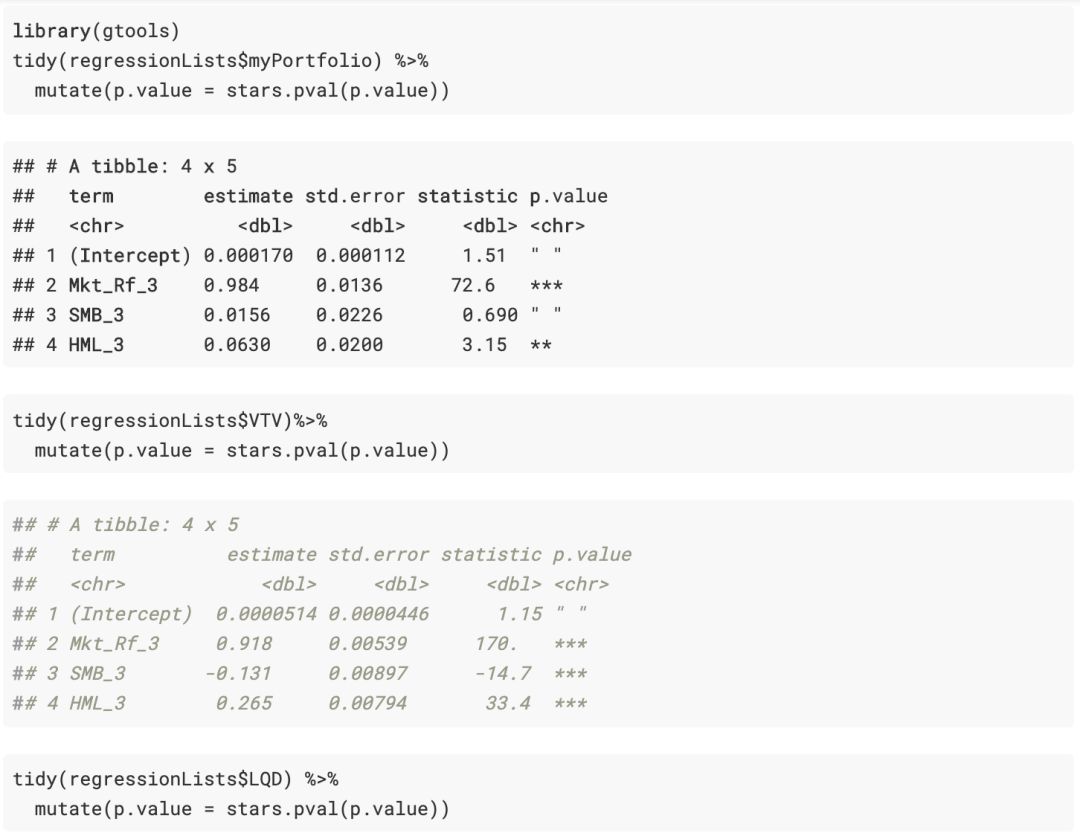 library(gtools)
tidy(regressionLists$myPortfolio) %>%
  mutate(p.value = stars.pval(p.value))
## # A tibble: 4 x 5
##   term        estimate std.error statistic p.value
##   <chr>          <dbl>     <dbl>     <dbl> <chr>
## 1 (Intercept) 0.000170  0.000112     1.51  " "
## 2 Mkt_Rf_3    0.984     0.0136      72.6   ***
## 3 SMB_3       0.0156    0.0226       0.690 " "
## 4 HML_3       0.0630    0.0200       3.15  **
tidy(regressionLists$VTV)%>%
  mutate(p.value = stars.pval(p.value))
## # A tibble: 4 x 5
##   term          estimate std.error statistic p.value
##   <chr>            <dbl>     <dbl>     <dbl> <chr>
## 1 (Intercept)  0.0000514 0.0000446      1.15 " "
## 2 Mkt_Rf_3     0.918     0.00539      170.   ***
## 3 SMB_3       -0.131     0.00897      -14.7  ***
## 4 HML_3        0.265     0.00794       33.4  ***
tidy(regressionLists$LQD) %>%
  mutate(p.value = stars.pval(p.value))